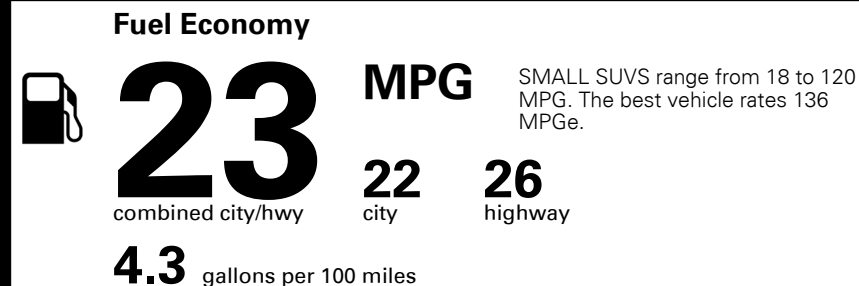 Fuel Economy
23 MPG
SMALL SUVS range from 18 to 120
MPG. The best vehicle rates 136
MPGe.
combined city/hwy
22
city
26
highway
4.3 gallons per 100 miles